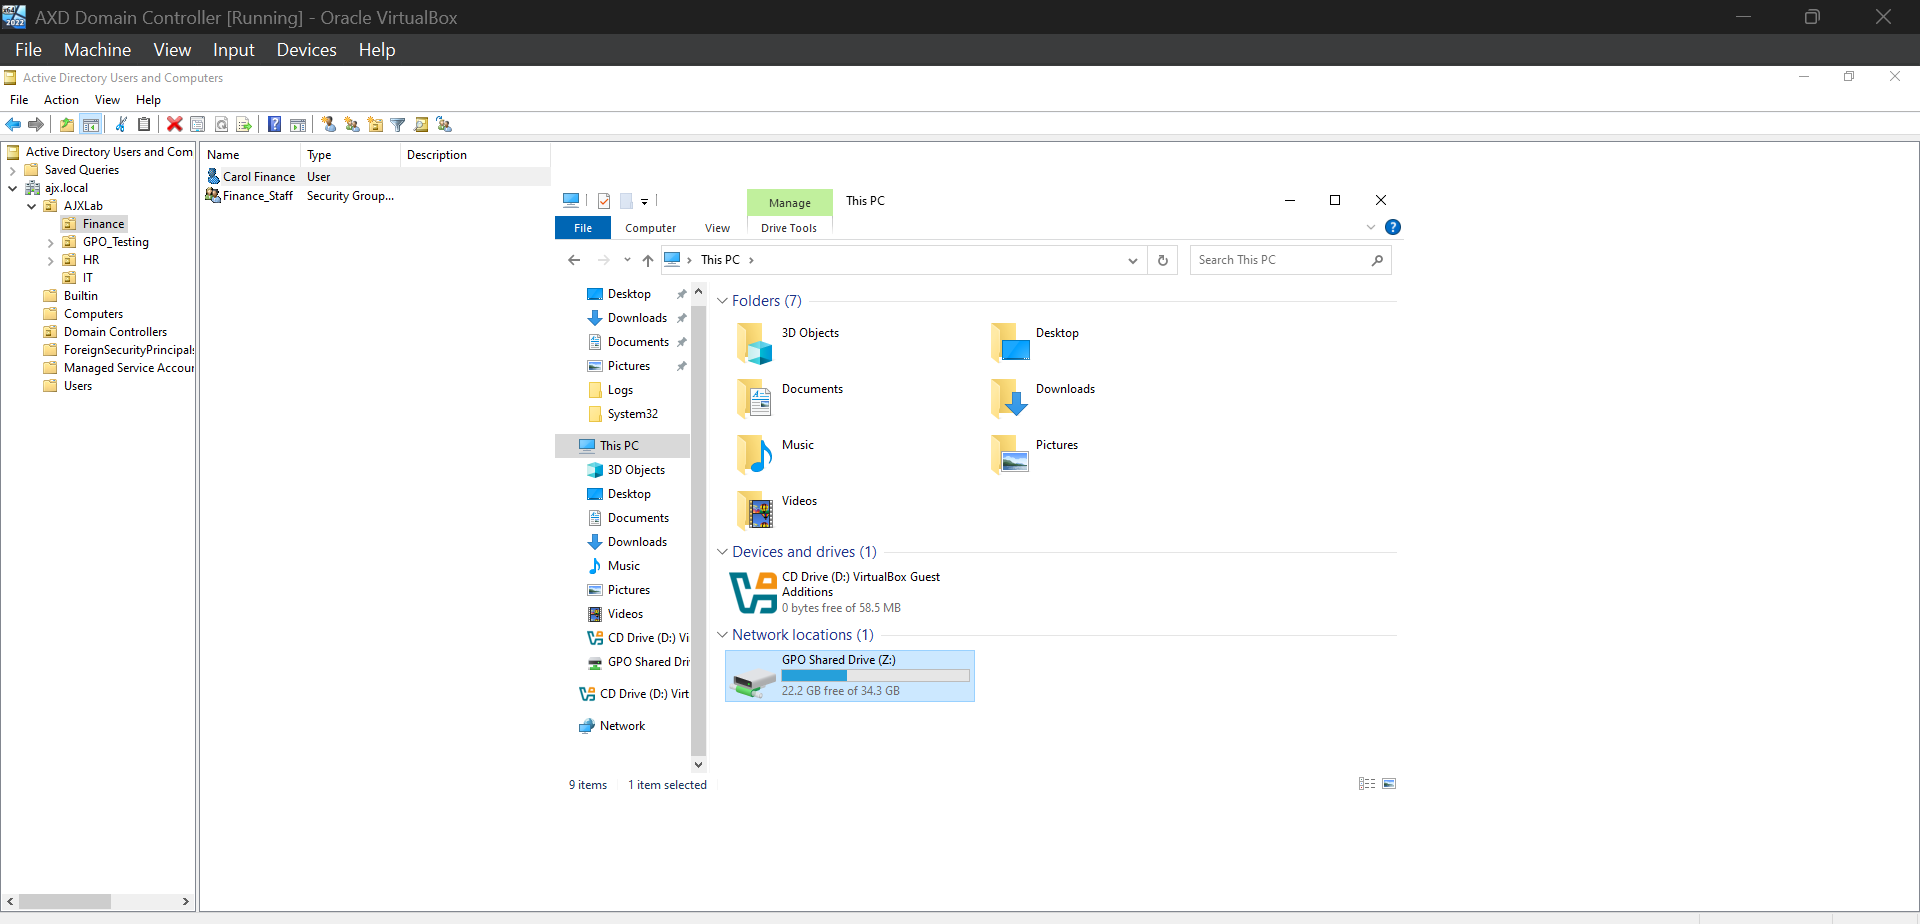 AXD Domain Controller [Running] - Oracle VirtualBox
File Machine View Input Devices Help
Active Directory Users and Computers
File Action View Help
Active Directory Users and Com
Saved Queries
ajx.local
AJXLab
Finance
GPO_Testing
HR
IT
Builtin
Computers
Domain Controllers
ForeignSecurityPrincipals
Managed Service Accour
Users
Name Type Description
Carol Finance User
Finance_Staff Security Group...
Manage This PC
File Computer View Drive Tools
This PC
Search This PC
Desktop
Downloads
Documents
Pictures
Logs
System32
This PC
3D Objects
Desktop
Documents
Downloads
Music
Pictures
Videos
CD Drive (D:) Vi
GPO Shared Dri
CD Drive (D:) Virt
Network
Folders (7)
3D Objects
Desktop
Documents
Downloads
Music
Pictures
Videos
Devices and drives (1)
CD Drive (D:) VirtualBox Guest
Additions
0 bytes free of 58.5 MB
Network locations (1)
GPO Shared Drive (Z:)
22.2 GB free of 34.3 GB
9 items 1 item selected